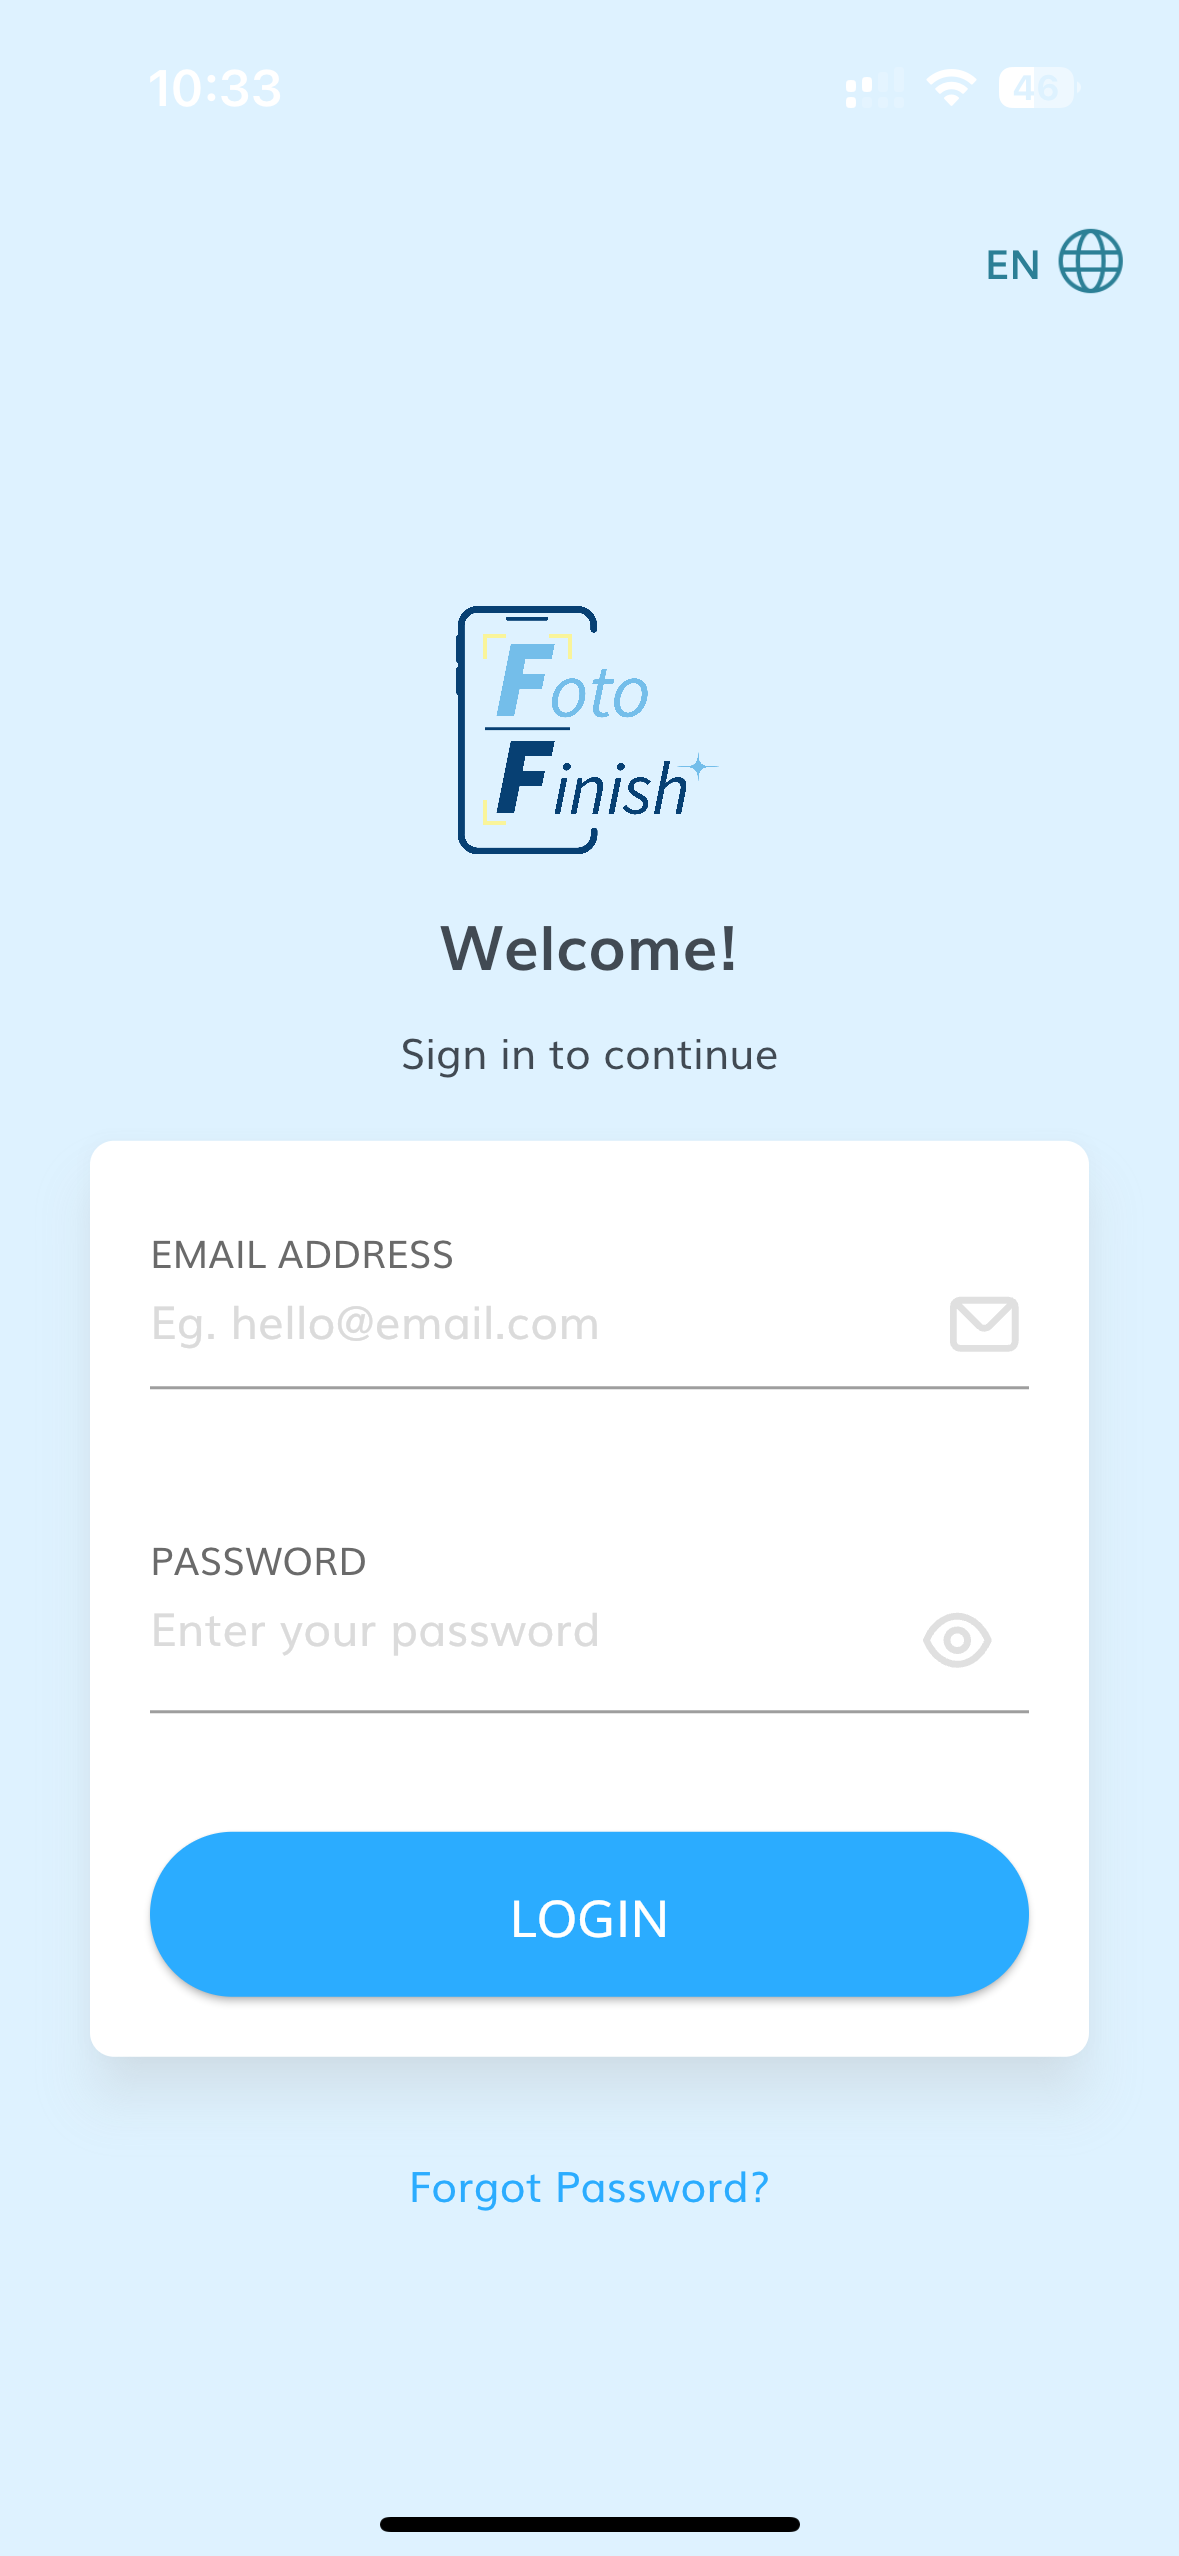 10:33
46
EN
Foto
Finish
Welcome!
Sign in to continue
EMAIL ADDRESS
Eg. hello@email.com
PASSWORD
Enter your password
LOGIN
Forgot Password?